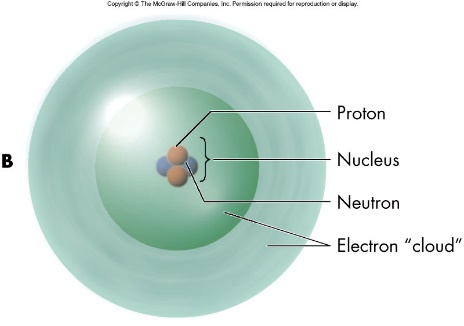 Copyright © The McGraw-Hill Companies, Inc. Permission required for reproduction or display.
Proton
B
Nucleus
Neutron
Electron "cloud"